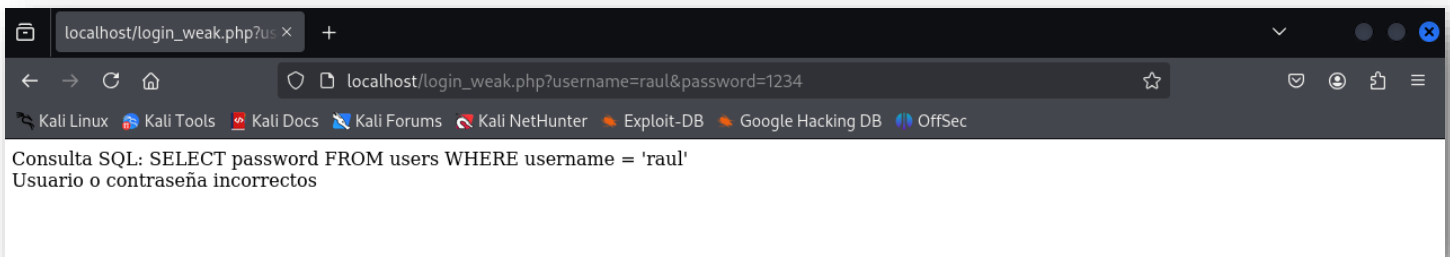 localhost/login_weak.php?us
localhost/login_weak.php?username=raul&password=1234
Kali Linux Kali Tools Kali Docs Kali Forums Kali NetHunter Exploit-DB Google Hacking DB OffSec
Consulta SQL: SELECT password FROM users WHERE username = 'raul'
Usuario o contraseña incorrectos